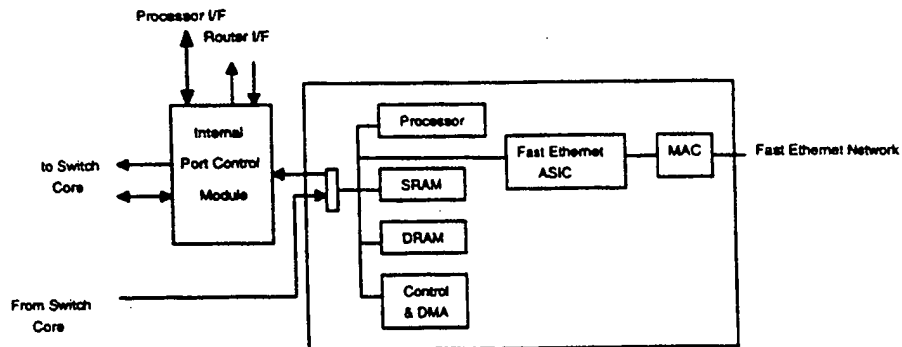 Processor I/F
Router I/F
Internal
Port Control
Module
to Switch
Core
From Switch
Core
Processor
SRAM
DRAM
Control
& DMA
Fast Ethernet
ASIC
MAC
Fast Ethernet Network